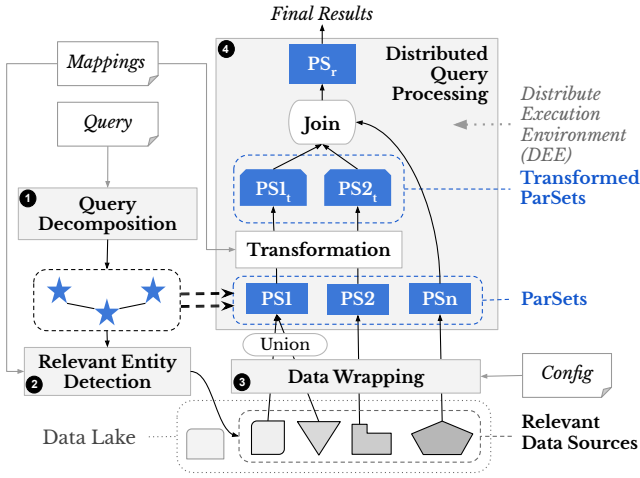 Final Results
4
Mappings
PSr
Distributed
Query
Processing
Query
Join
Distribute
Execution
Environment
(DEE)
1
Query
Decomposition
PS1t
PS2t
Transformed
ParSets
Transformation
PS1
PS2
PSn
ParSets
Union
Relevant Entity
Detection
2
3
Data Wrapping
Config
Data Lake
Relevant
Data Sources